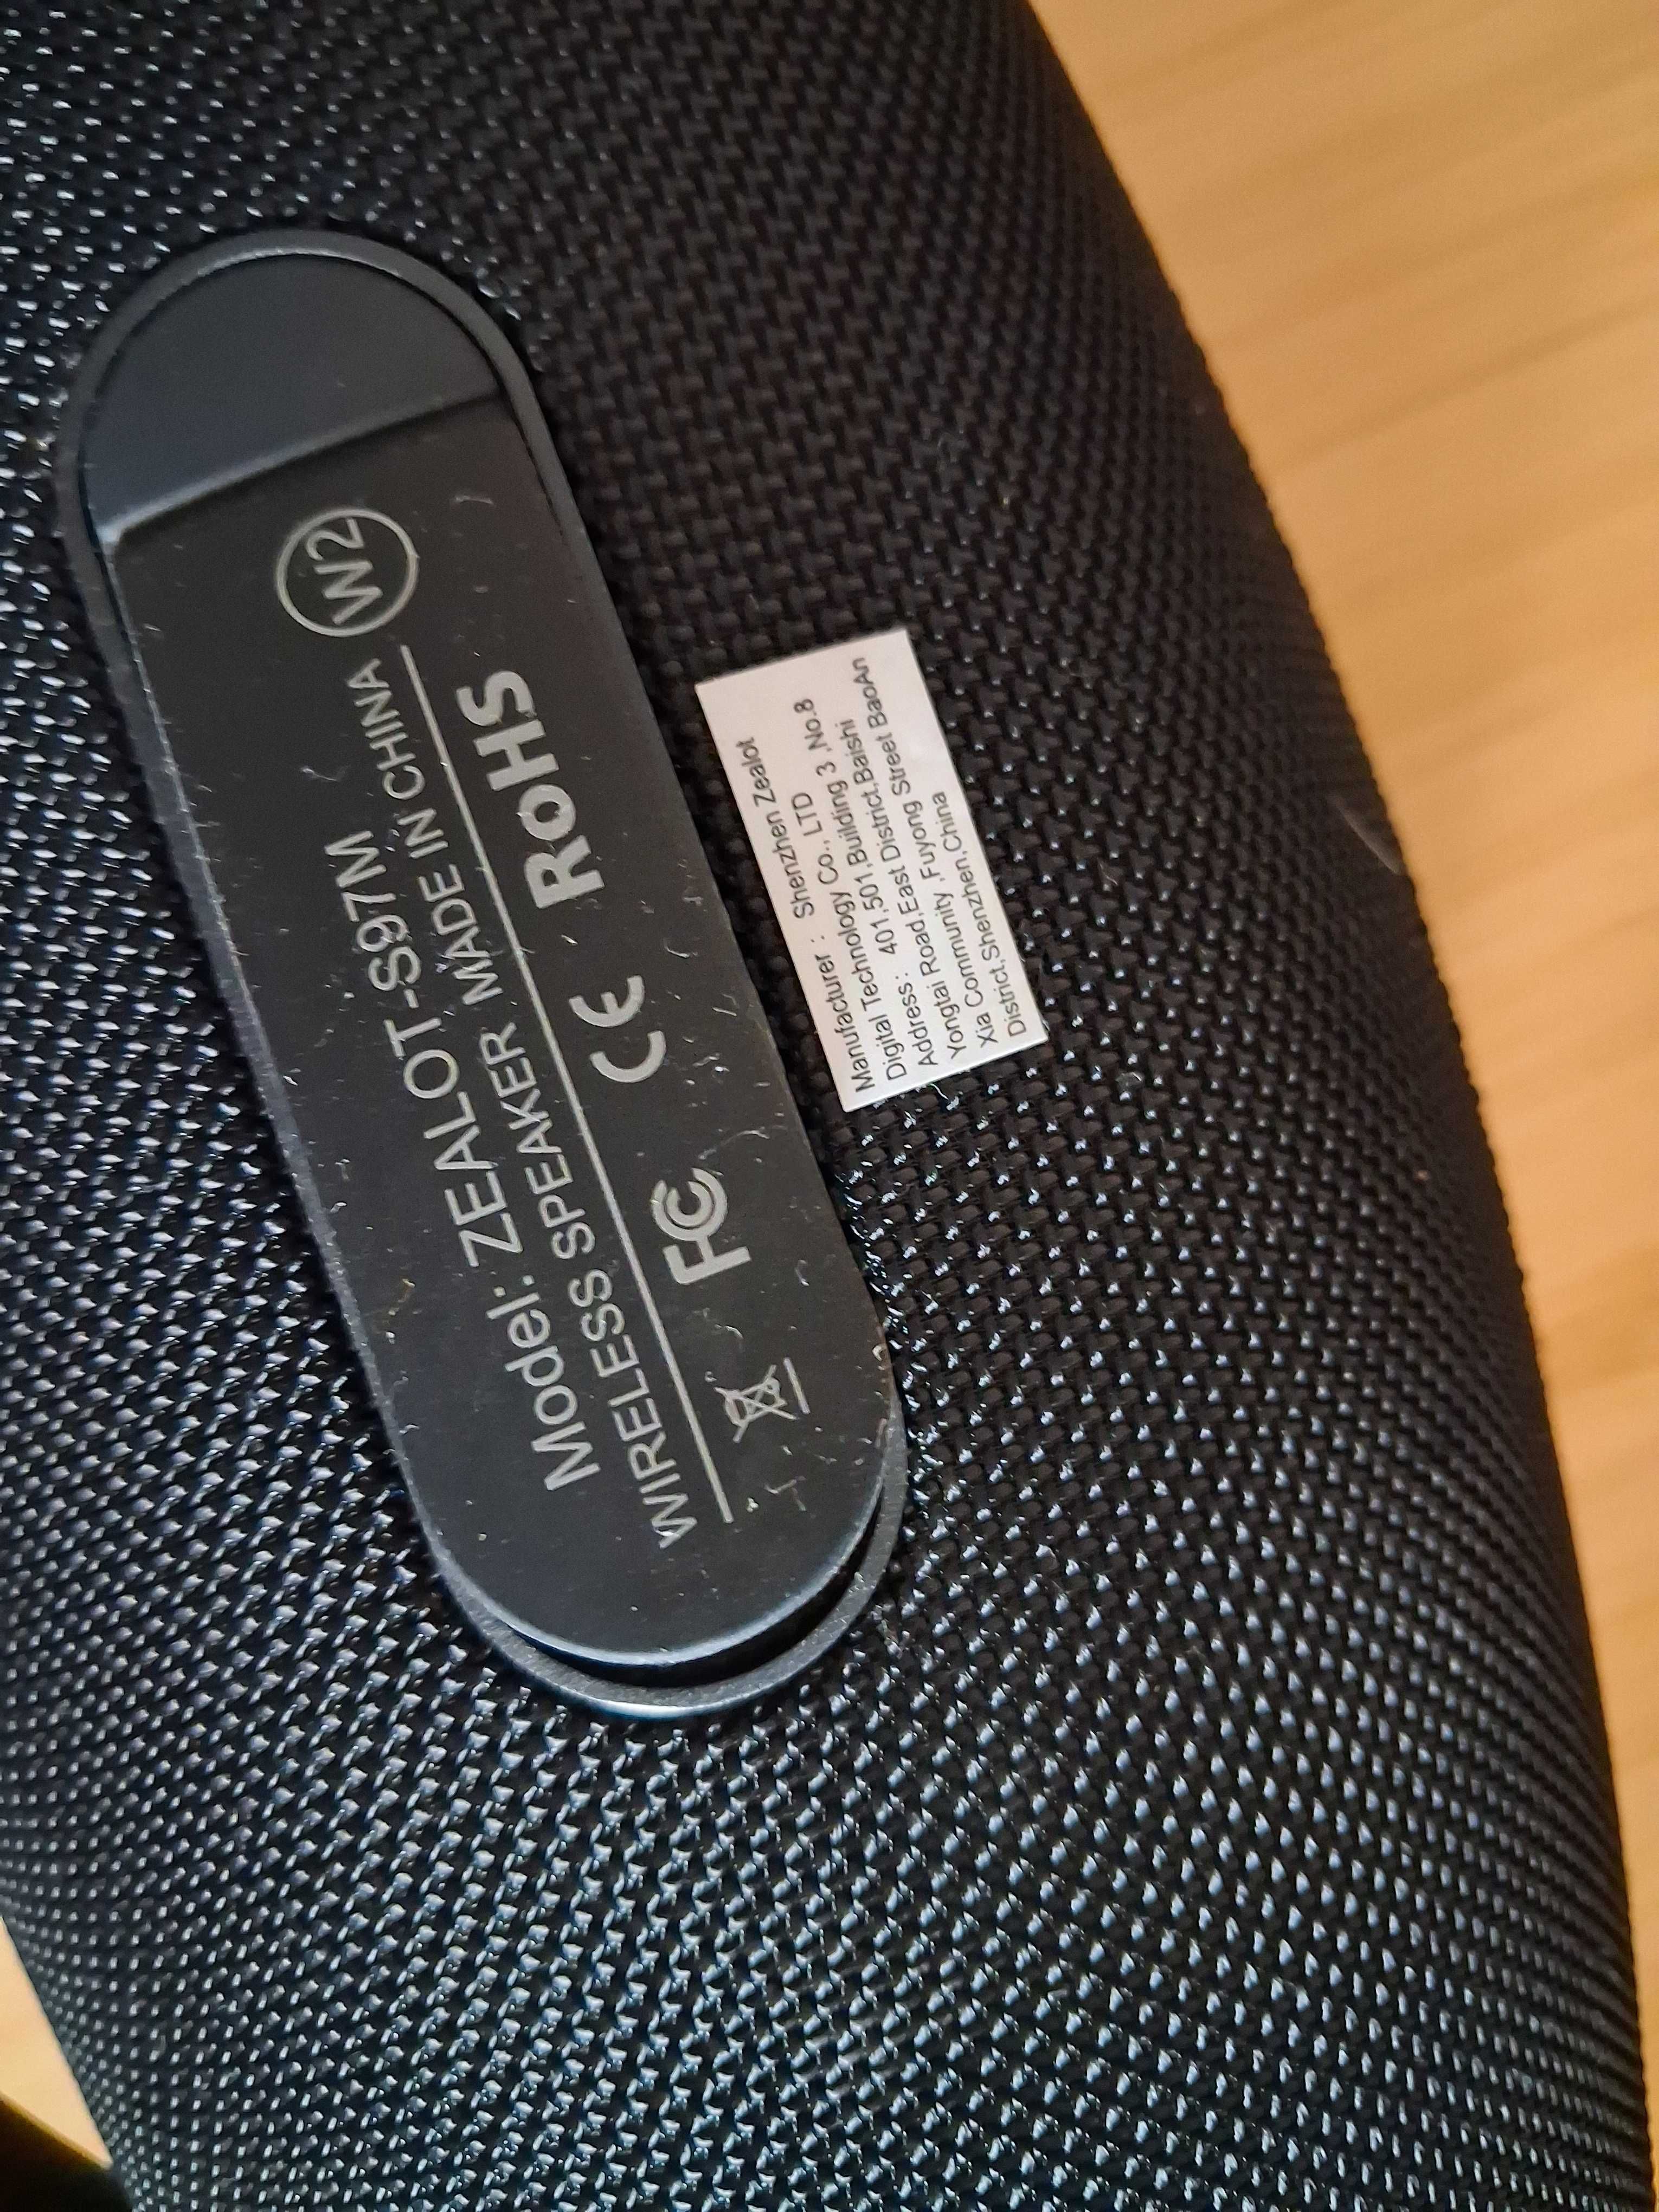 Model: ZEALOT-S97M
WIRELESS SPEAKER MADE IN CHINA W2
FC CE RoHS
Manufacturer : Shenzhen Zealot
Digital Technology Co., LTD
Address : 401,501,Building 3 ,No.8
Yongtai Road,East District,Baishi
Xia Community ,Fuyong Street BaoAn
District,Shenzhen,China